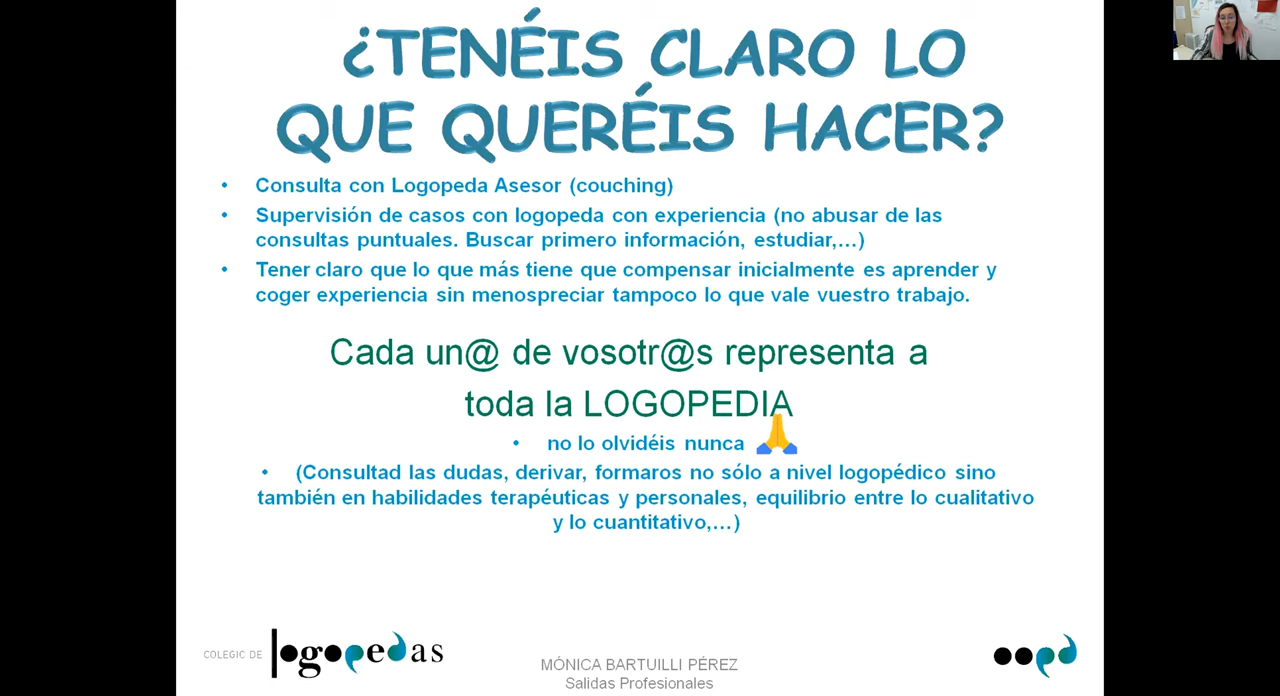 ¿TENÉIS CLARO LO
QUE QUERÉIS HACER?
• Consulta con Logopeda Asesor (couching)
• Supervisión de casos con logopeda con experiencia (no abusar de las
consultas puntuales. Buscar primero información, estudiar,...)
• Tener claro que lo que más tiene que compensar inicialmente es aprender y
coger experiencia sin menospreciar tampoco lo que vale vuestro trabajo.
Cada un@ de vosotr@s representa a
toda la LOGOPEDIA
• no lo olvidéis nunca 🙏
• (Consultad las dudas, derivar, formaros no sólo a nivel logopédico sino
también en habilidades terapéuticas y personales, equilibrio entre lo cualitativo
y lo cuantitativo,...)
COLEGIC DE logopedas
MÓNICA BARTUILLI PÉREZ
Salidas Profesionales